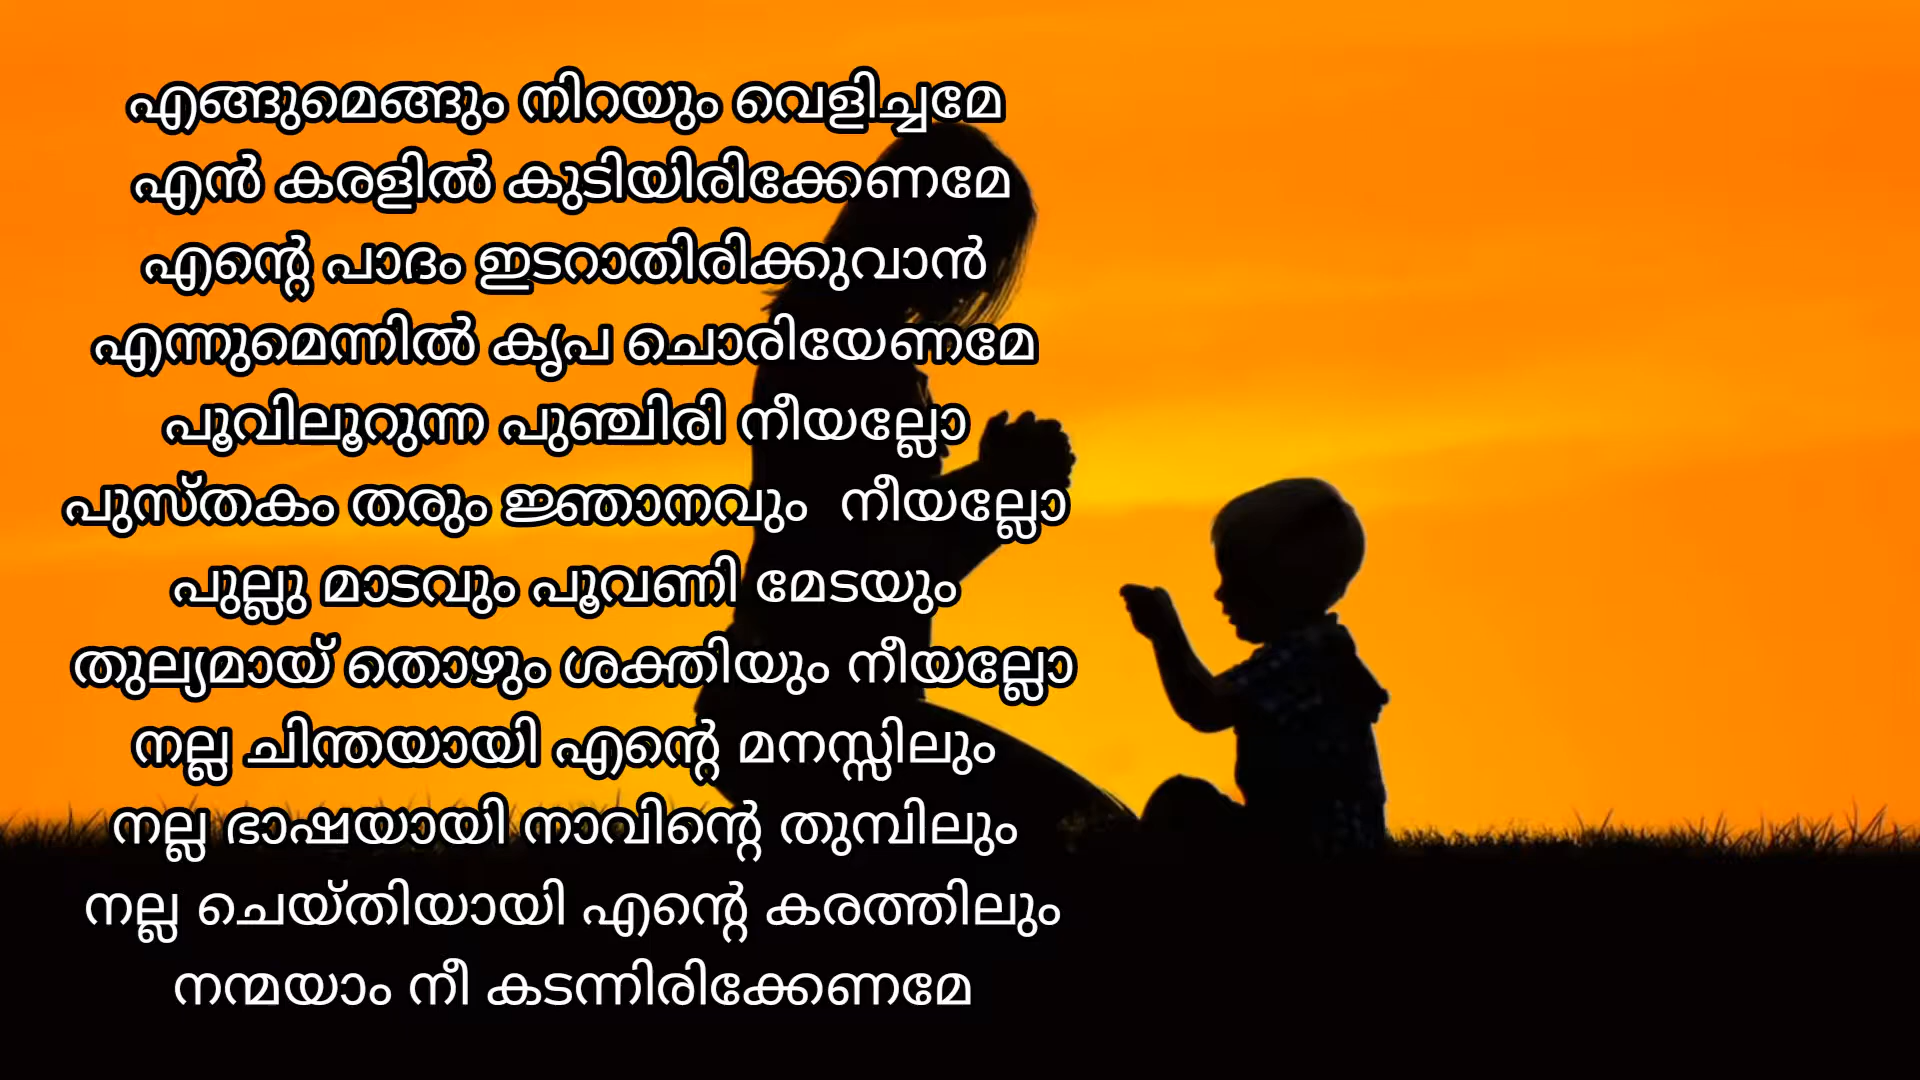 എങ്ങുമെങ്ങും നിറയും വെളിച്ചമേ
എൻ കരളിൽ കുടിയിരിക്കേണമേ
എന്റെ പാദം ഇടറാതിരിക്കുവാൻ
എന്നുമെന്നിൽ കൃപ ചൊരിയേണമേ
പൂവിലൂറുന്ന പുഞ്ചിരി നീയല്ലോ
പുസ്തകം തരും ജ്ഞാനവും നീയല്ലോ
പുല്ലു മാടവും പൂവണി മേടയും
തുല്യമായ് തൊഴും ശക്തിയും നീയല്ലോ
നല്ല ചിന്തയായി എന്റെ മനസ്സിലും
നല്ല ഭാഷയായി നാവിന്റെ തുമ്പിലും
നല്ല ചെയ്തിയായി എന്റെ കരത്തിലും
നന്മയാം നീ കടന്നിരിക്കേണമേ